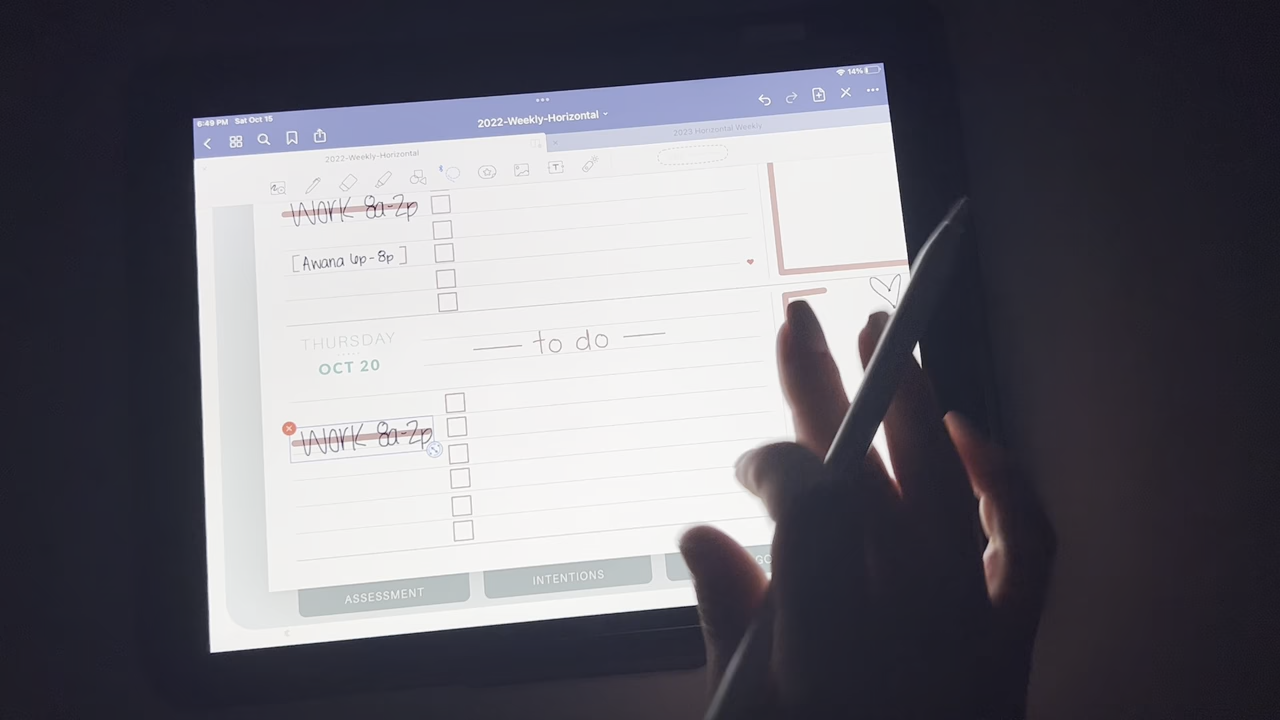 6:49 PM Sat Oct 15
14%
2022-Weekly-Horizontal
2022-Weekly-Horizontal
2023 Horizontal Weekly
Work 8a-2p
[Awana 6p-8p]
THURSDAY
OCT 20
to do
Work 8a-2p
ASSESSMENT
INTENTIONS